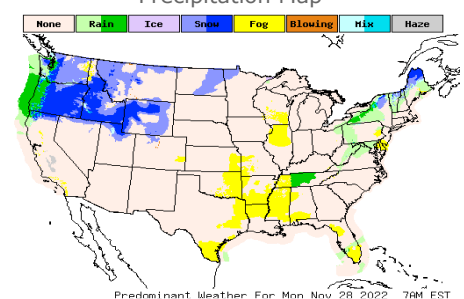 Precipitation Map
None Rain Ice Snow Fog Blowing Mix Haze
Predominant Weather For Mon Nov 28 2022 7AM EST